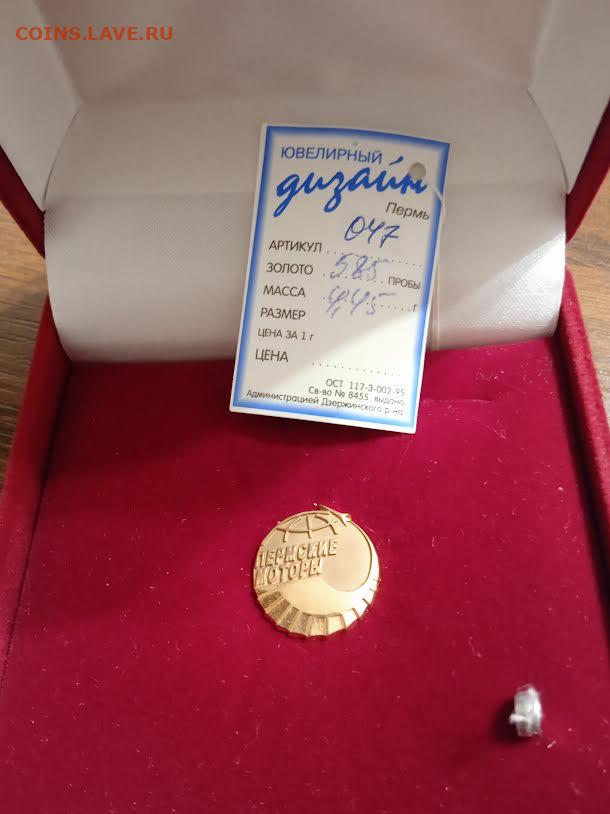 COINS.LAVE.RU
ЮВЕЛИРНЫЙ
дизайн
Пермь
АРТИКУЛ 047
ЗОЛОТО 585 ПРОБЫ
МАССА 4,45 г
РАЗМЕР
ЦЕНА ЗА 1 г
ЦЕНА
ОСТ 117-3-002-95
Св-во № 8455 выдано
Администрацией Дзержинского р-на
ПЕРМСКИЕ
МОТОРЫ